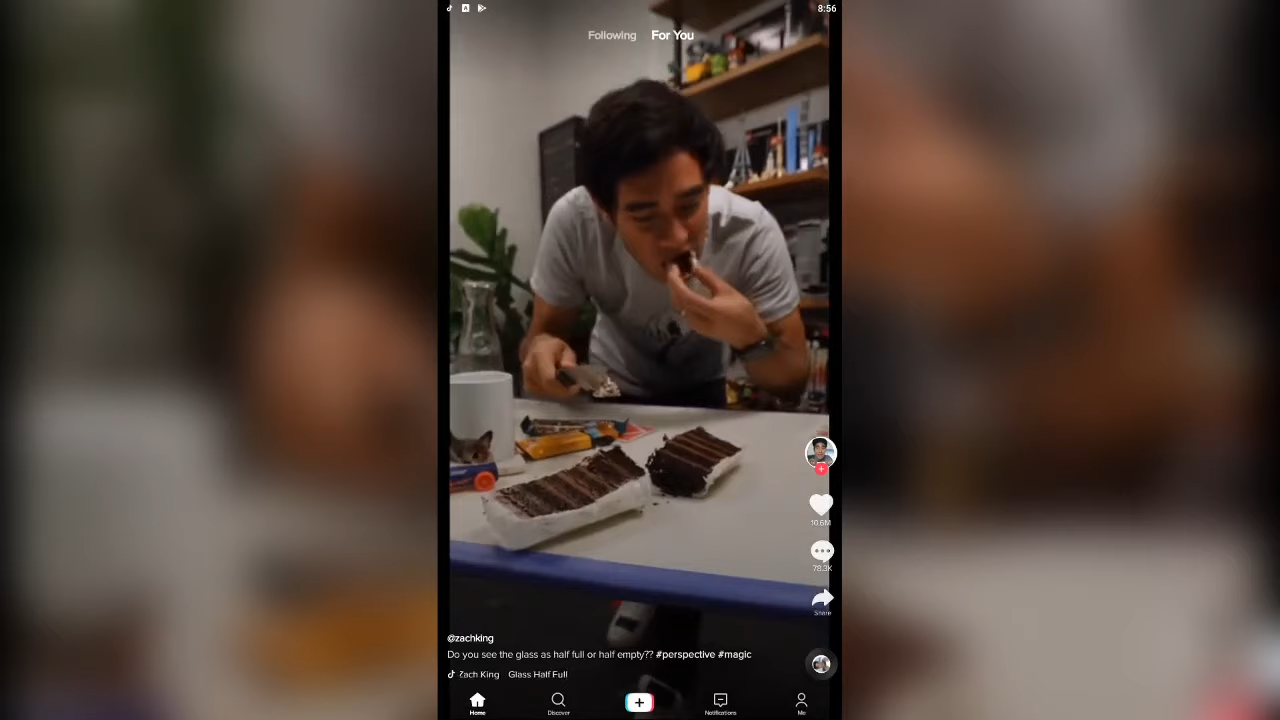 8:56
Following For You
10.6M
78.3K
Share
@zachking
Do you see the glass as half full or half empty?? #perspective #magic
Zach King Glass Half Full
Home Discover Notifications Me